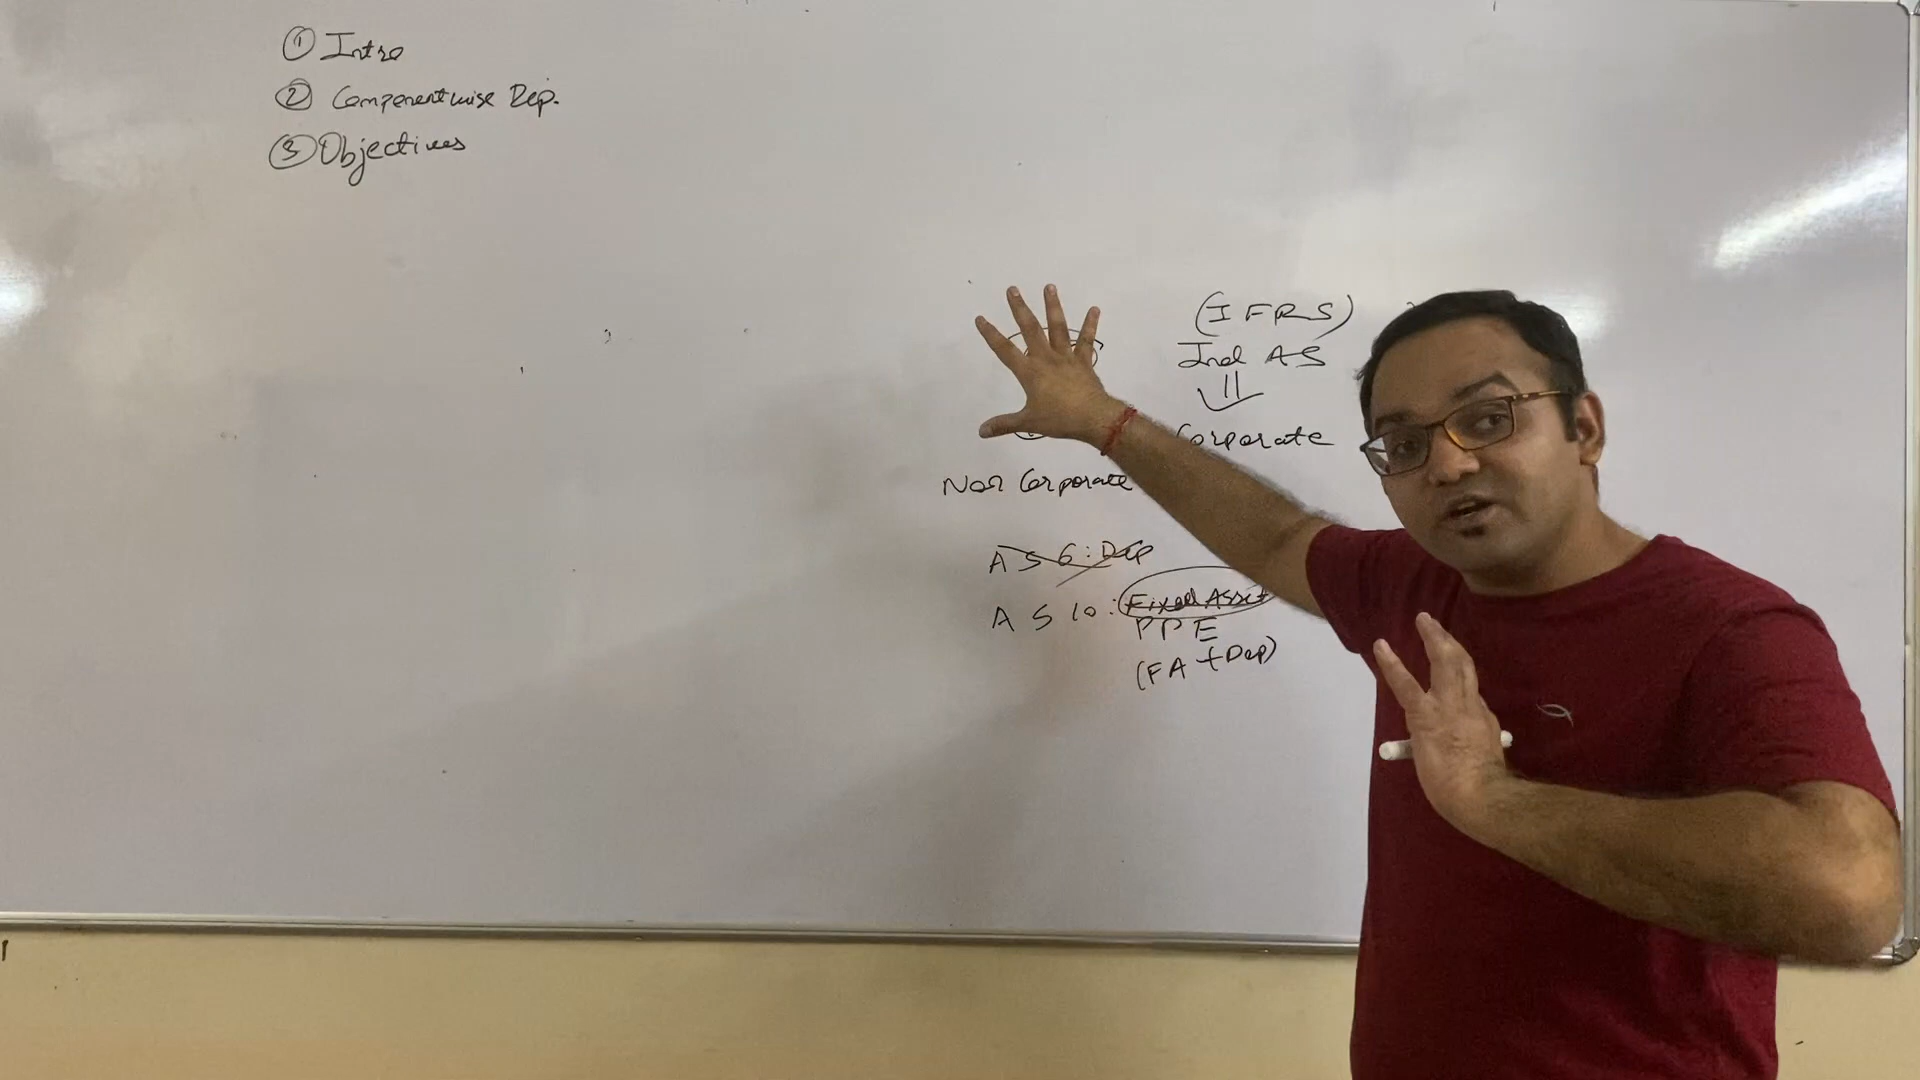 ① Intro
② Componentwise Dep.
③ Objectives
(IFRS)
Ind AS
Corporate
Non Corporate
AS 6: Dep
AS 10: Fixed Asset
PPE
(FA + Dep)